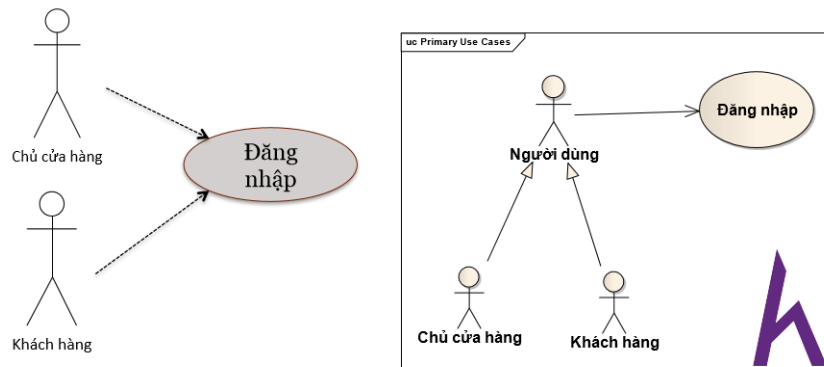 Chủ cửa hàng
Đăng
nhập
Khách hàng
uc Primary Use Cases
Đăng nhập
Người dùng
Chủ cửa hàng
Khách hàng